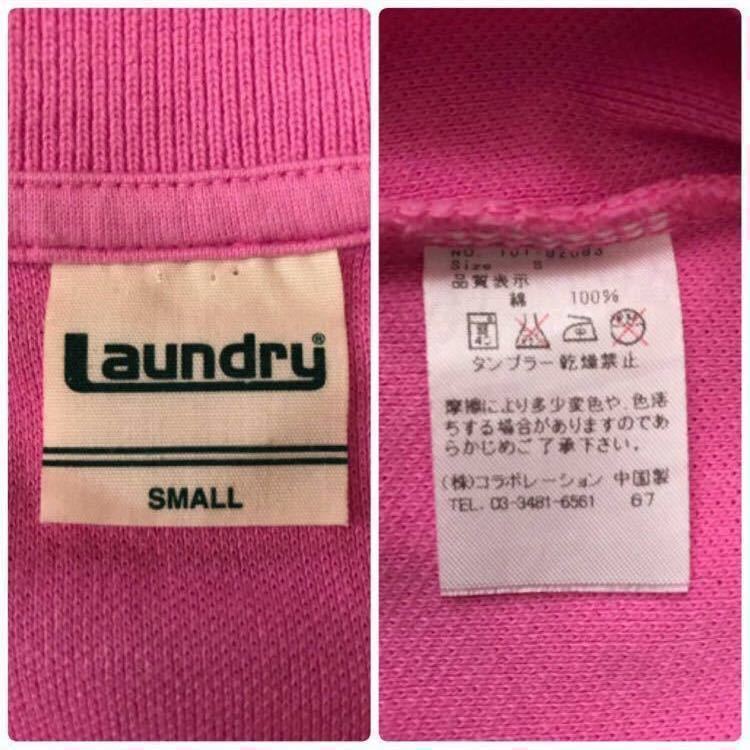 Laundry®
SMALL
NO. 101-82083
Size S
品質表示
綿 100%
タンブラー乾燥禁止
摩擦により多少変色や、色落
ちする場合がありますのであ
らかじめご了承下さい。
(株)コラボレーション 中国製
TEL. 03-3481-6561 67